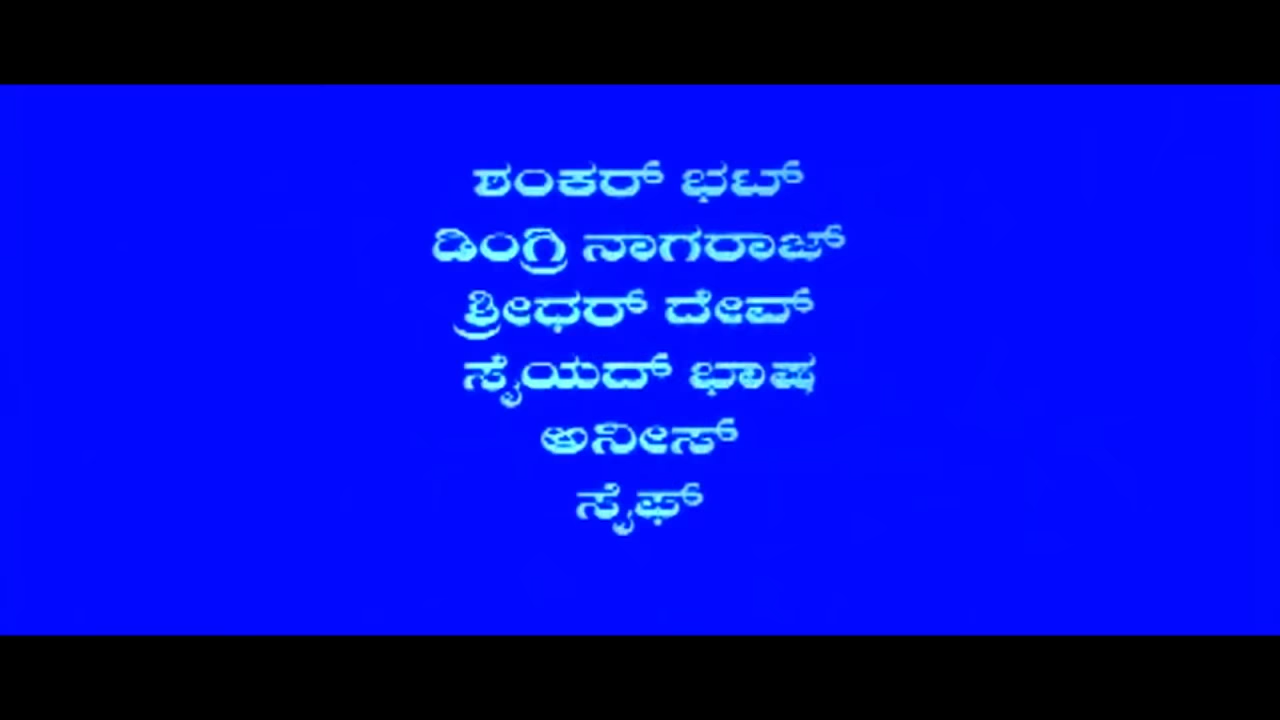 ಶಂಕರ್ ಭಟ್
ಡಿಂಗ್ರಿ ನಾಗರಾಜ್
ಶ್ರೀಧರ್ ದೇವ್
ಸೈಯದ್ ಭಾಷ
ಅನೀಸ್
ಸೈಫ್